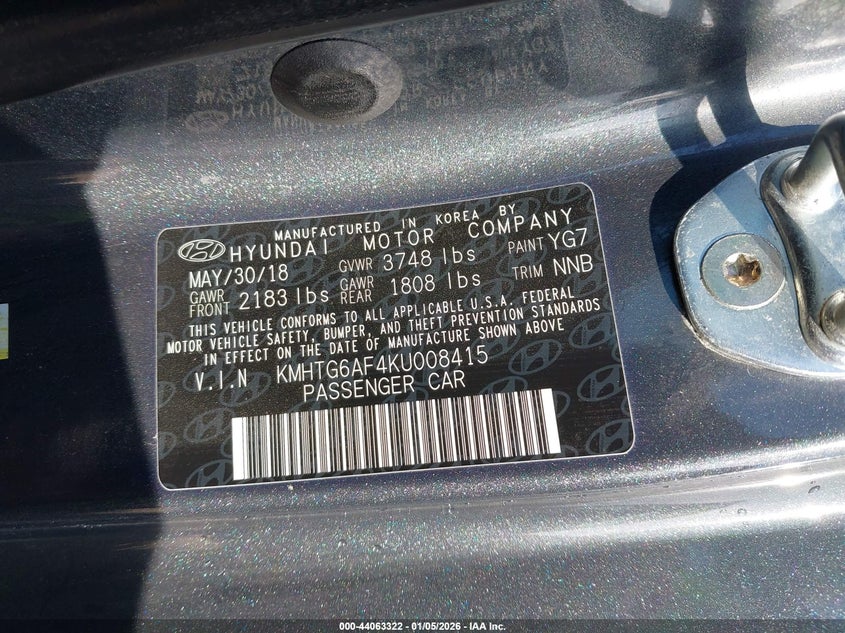 MANUFACTURED IN KOREA BY
HYUNDAI MOTOR COMPANY
MAY/30/18 GVWR 3748 lbs PAINT YG7
GAWR FRONT 2183 lbs GAWR REAR 1808 lbs TRIM NNB
THIS VEHICLE CONFORMS TO ALL APPLICABLE U.S.A. FEDERAL
MOTOR VEHICLE SAFETY, BUMPER, AND THEFT PREVENTION STANDARDS
IN EFFECT ON THE DATE OF MANUFACTURE SHOWN ABOVE
V.I.N KMHTG6AF4KU008415
PASSENGER CAR
000-44063322 | 01/05/2026 | IAA Inc.